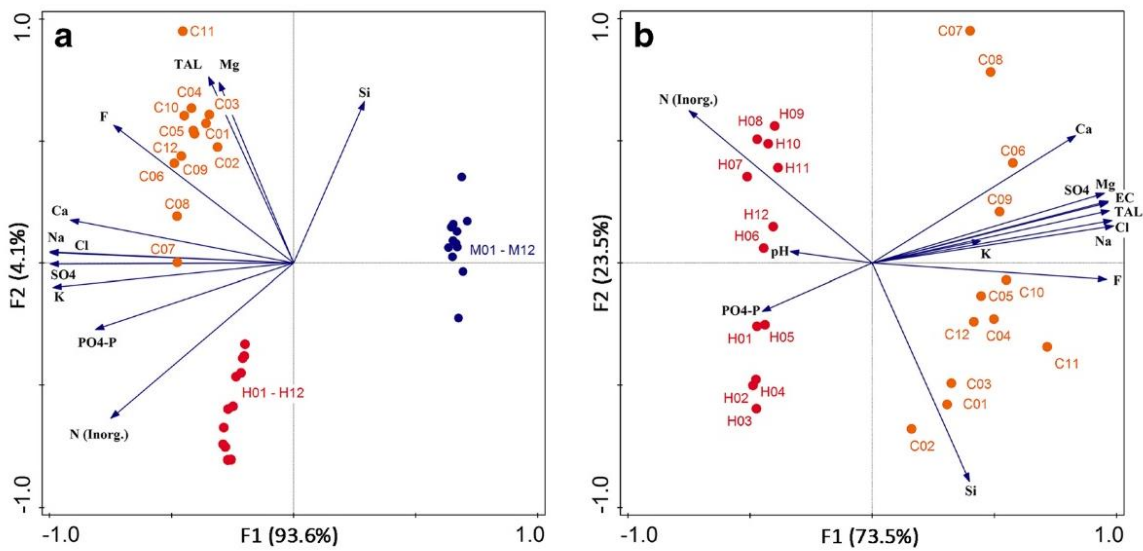 a
1.0
C11
TAL Mg
Si
C04
C10 C03
F
C05 C01
C12
C02
C06 C09
Ca
C08
Na
Cl
C07
M01 - M12
SO4
K
PO4-P
H01 - H12
N (Inorg.)
F2 (4.1%)
-1.0
-1.0
F1 (93.6%)
1.0
b
1.0
C07
C08
N (Inorg.)
H08 H09
H10
Ca
H07 H11
C06
SO4 Mg
EC
C09
TAL
H12
Cl
H06
Na
pH
K
F
C10
C05
PO4-P
H01 H05
C12 C04
C11
H04
C03
H02
C01
H03
C02
Si
F2 (23.5%)
-1.0
-1.0
F1 (73.5%)
1.0